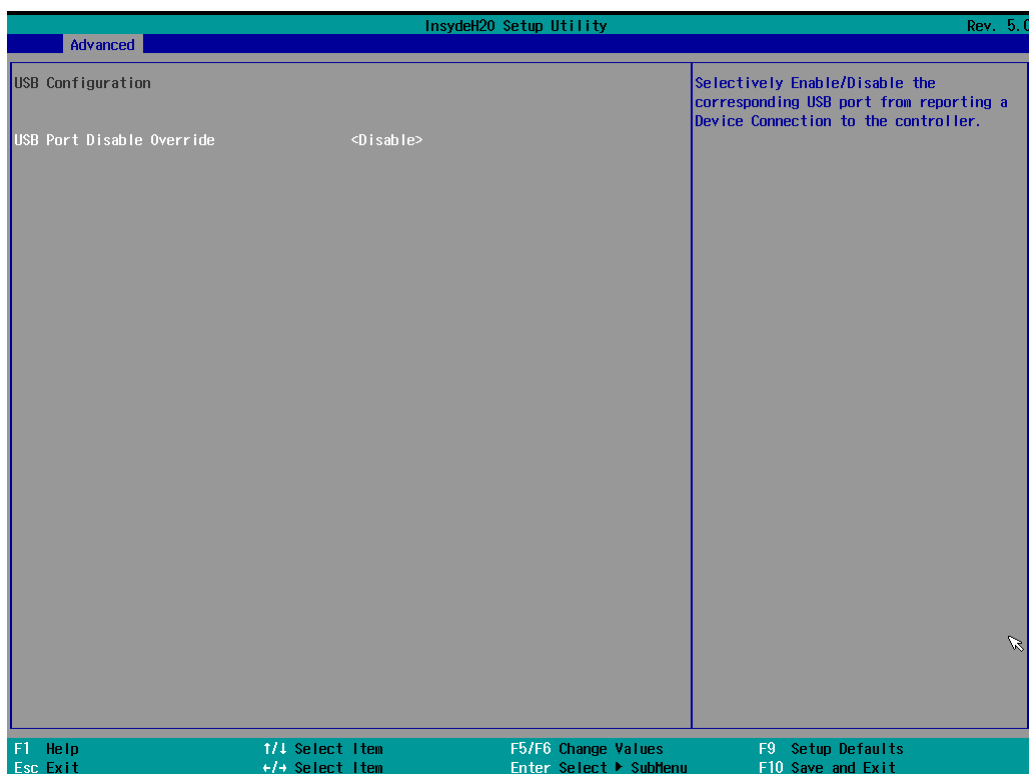 InsydeH20 Setup Utility Rev. 5.0
Advanced
USB Configuration
USB Port Disable Override <Disable>
Selectively Enable/Disable the
corresponding USB port from reporting a
Device Connection to the controller.
F1 Help ↑/↓ Select Item F5/F6 Change Values F9 Setup Defaults
Esc Exit ←/→ Select Item Enter Select ▶ SubMenu F10 Save and Exit